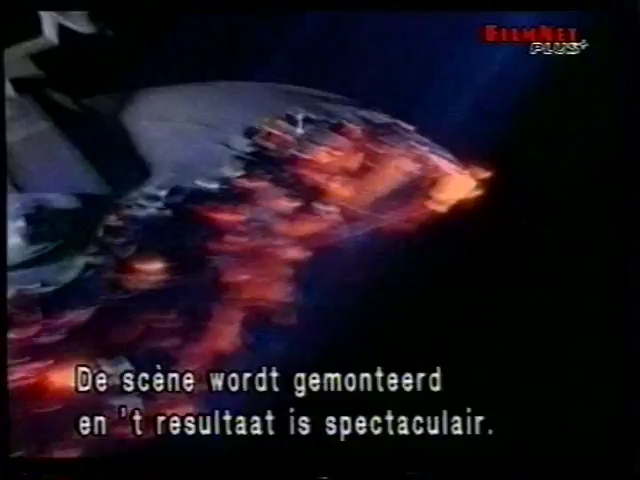 FILMNET
PLUS+
De scène wordt gemonteerd
en 't resultaat is spectaculair.